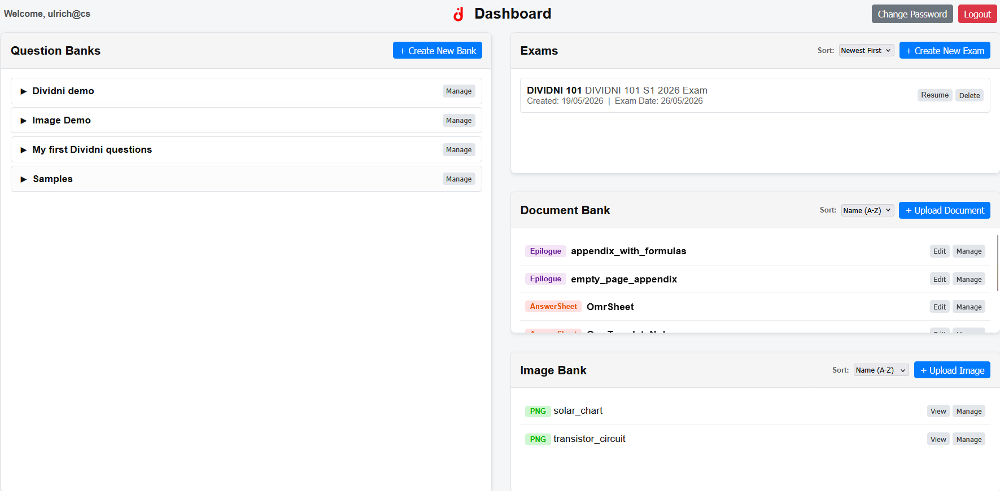 Welcome, ulrich@cs
Dashboard
Change Password
Logout
Question Banks
+ Create New Bank
Dividni demo
Manage
Image Demo
Manage
My first Dividni questions
Manage
Samples
Manage
Exams
Sort: Newest First
+ Create New Exam
DIVIDNI 101 DIVIDNI 101 S1 2026 Exam
Created: 19/05/2026 | Exam Date: 26/05/2026
Resume
Delete
Document Bank
Sort: Name (A-Z)
+ Upload Document
Epilogue appendix_with_formulas
Edit Manage
Epilogue empty_page_appendix
Edit Manage
AnswerSheet OmrSheet
Edit Manage
Image Bank
Sort: Name (A-Z)
+ Upload Image
PNG solar_chart
View Manage
PNG transistor_circuit
View Manage